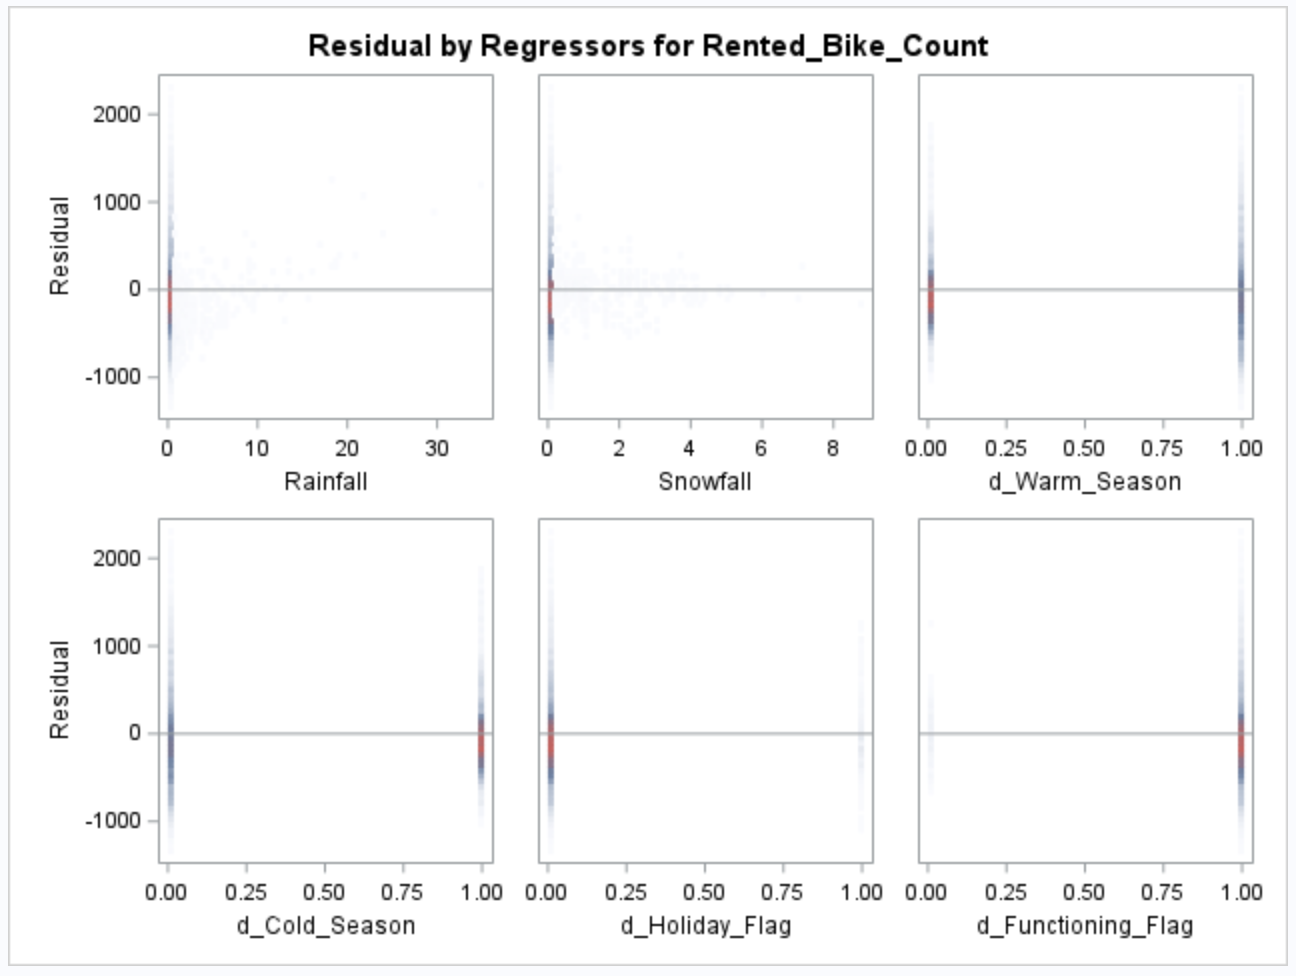 Residual by Regressors for Rented_Bike_Count
Residual
2000
1000
0
-1000
0 10 20 30
Rainfall
0 2 4 6 8
Snowfall
0.00 0.25 0.50 0.75 1.00
d_Warm_Season
Residual
2000
1000
0
-1000
0.00 0.25 0.50 0.75 1.00
d_Cold_Season
0.00 0.25 0.50 0.75 1.00
d_Holiday_Flag
0.00 0.25 0.50 0.75 1.00
d_Functioning_Flag